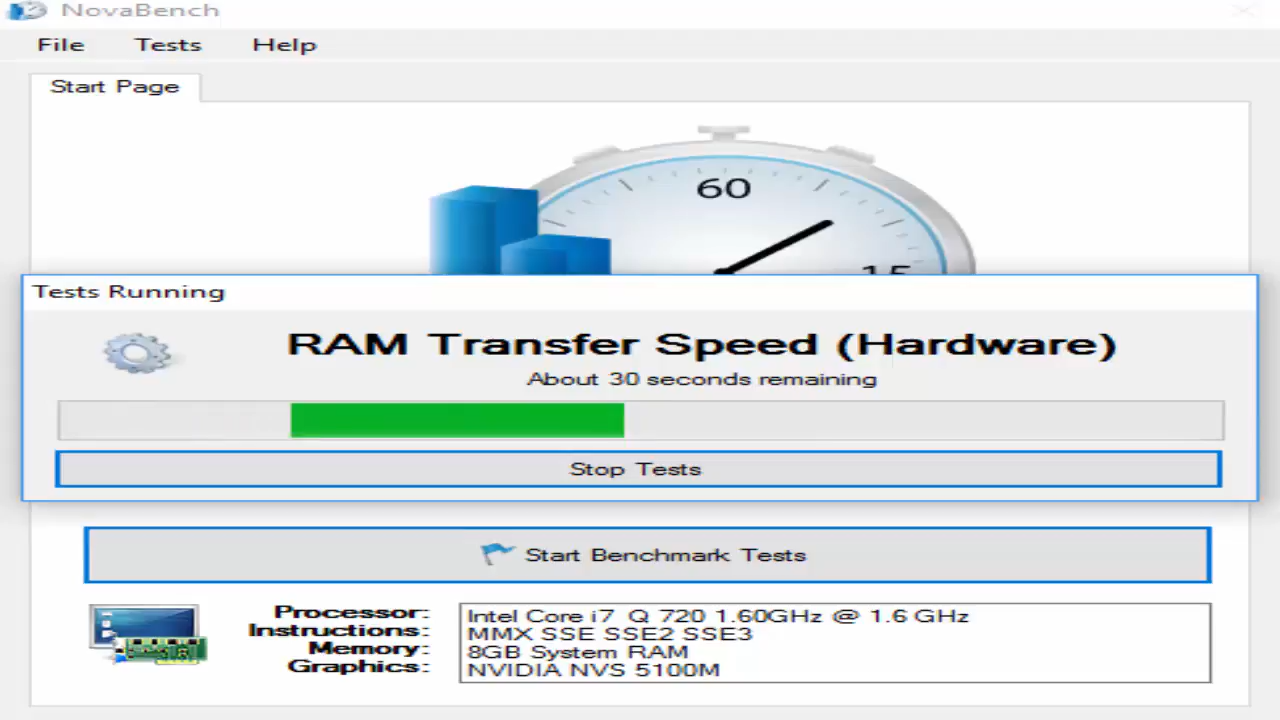 NovaBench
File Tests Help
Start Page
60
15
Tests Running
RAM Transfer Speed (Hardware)
About 30 seconds remaining
Stop Tests
Start Benchmark Tests
Processor: Intel Core i7 Q 720 1.60GHz @ 1.6 GHz
Instructions: MMX SSE SSE2 SSE3
Memory: 8GB System RAM
Graphics: NVIDIA NVS 5100M